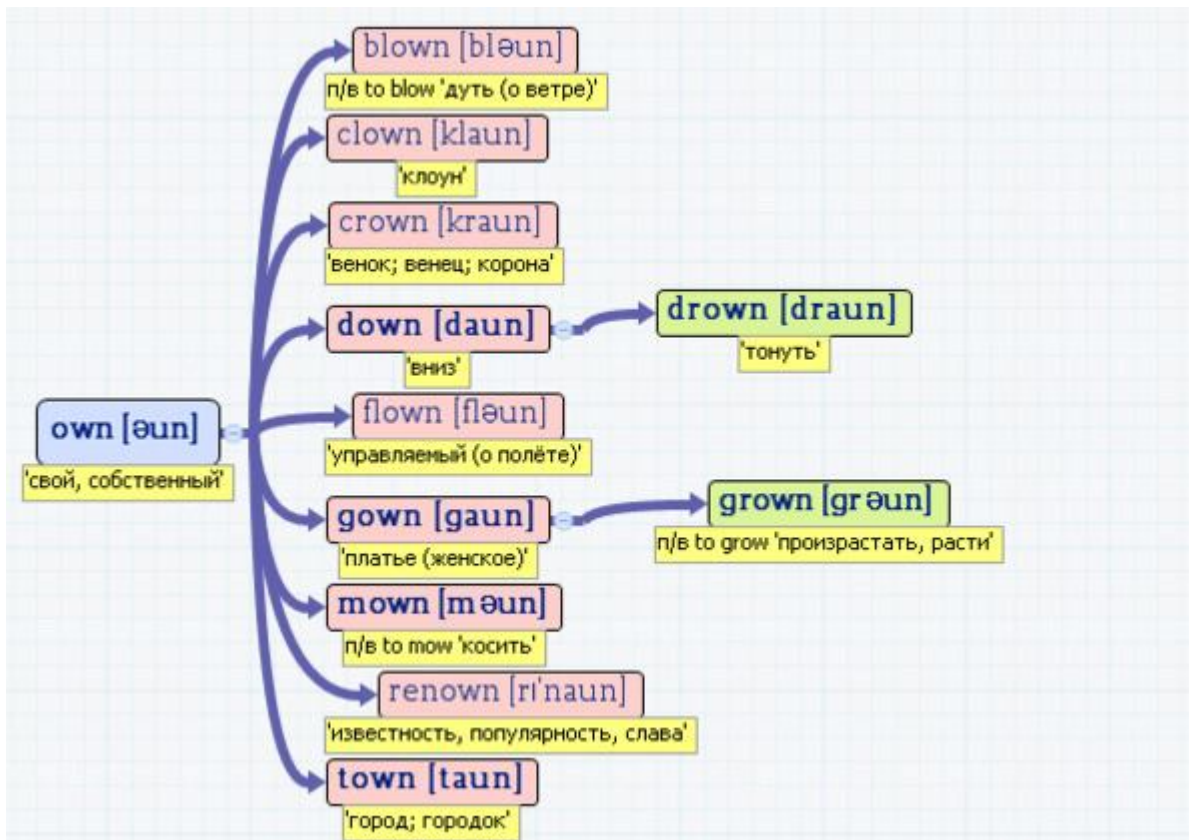 blown [bləun]
п/в to blow 'дуть (о ветре)'
clown [klaun]
'клоун'
crown [kraun]
'венок; венец; корона'
down [daun]
'вниз'
drown [draun]
'тонуть'
own [əun]
'свой, собственный'
flown [fləun]
'управляемый (о полёте)'
gown [gaun]
'платье (женское)'
grown [grəun]
п/в to grow 'произрастать, расти'
mown [məun]
п/в to mow 'косить'
renown [rı'naun]
'известность, популярность, слава'
town [taun]
'город; городок'